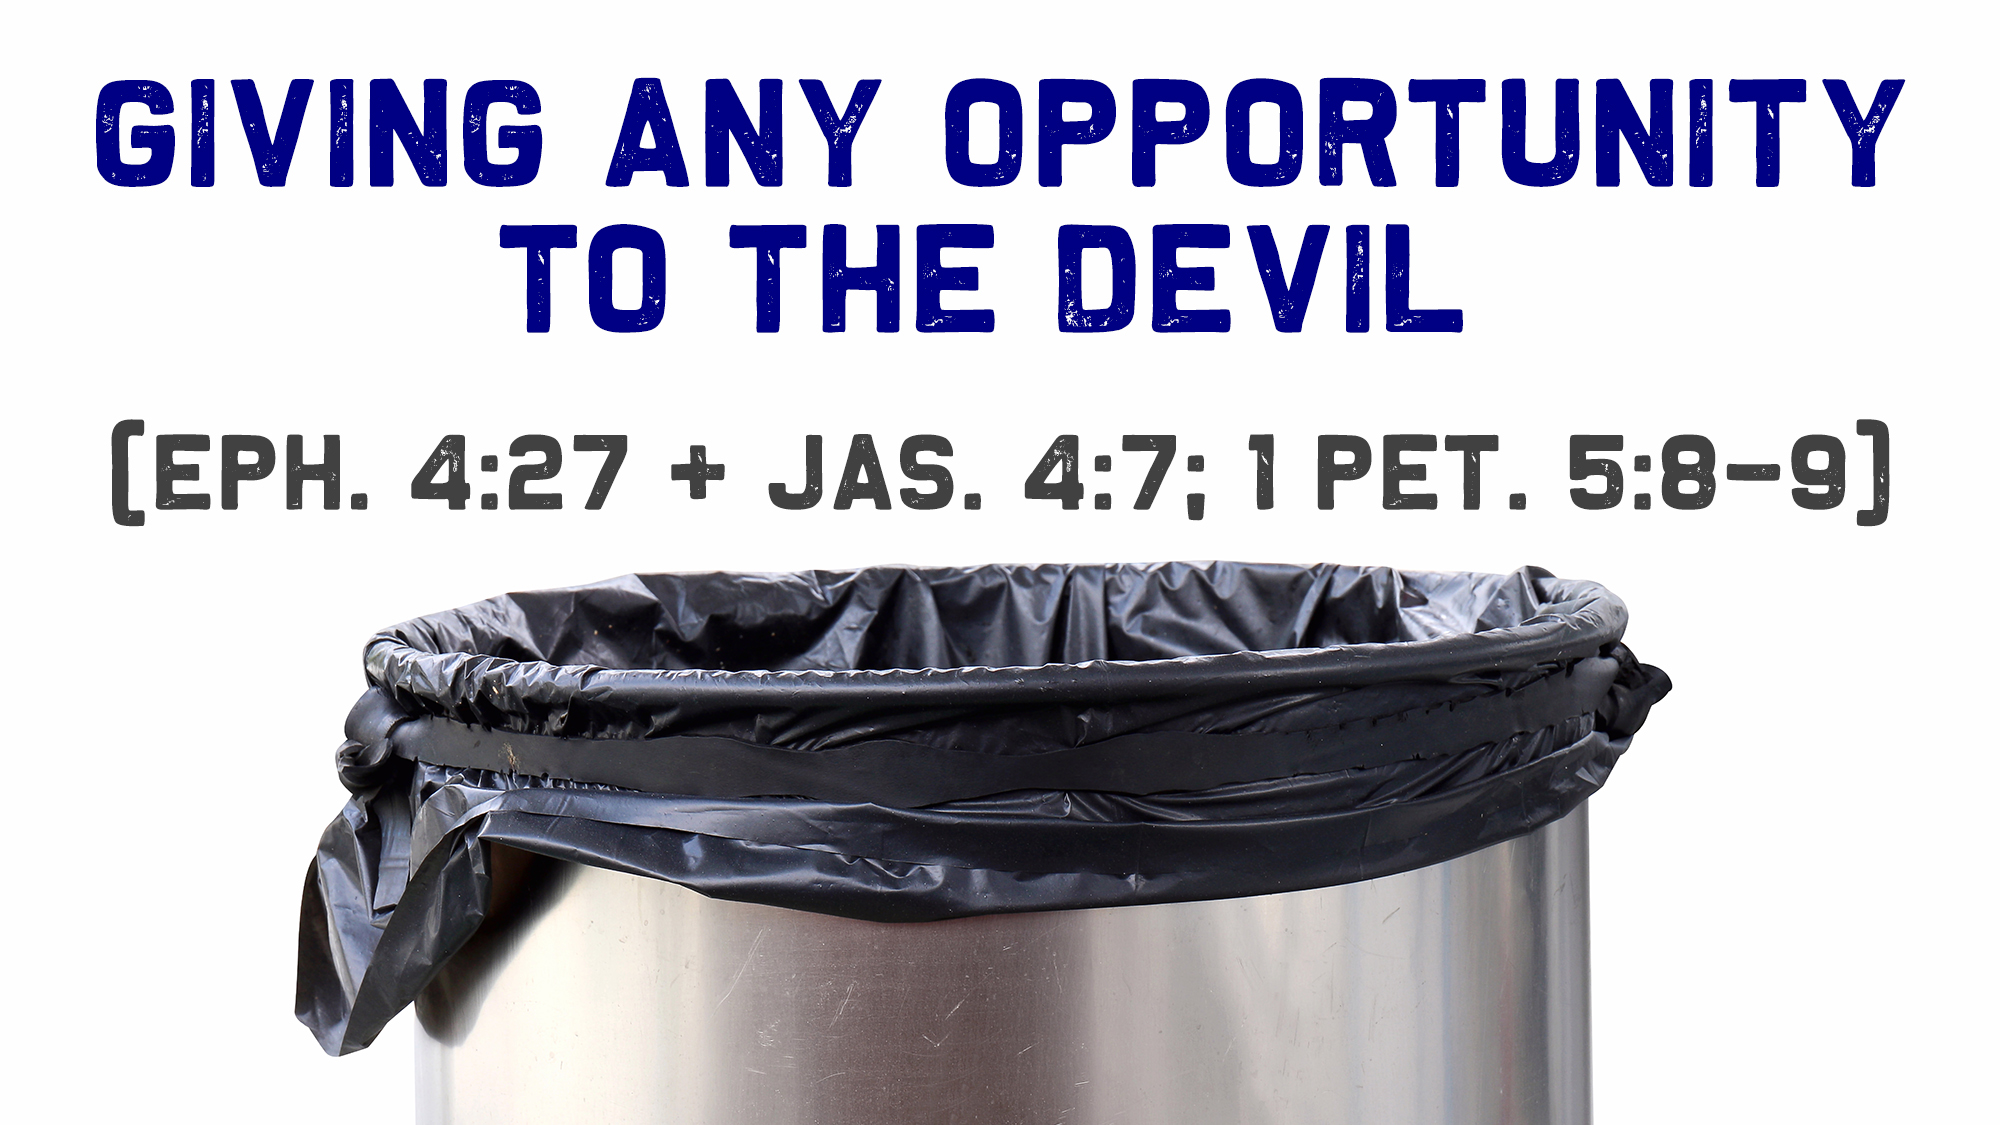 GIVING ANY OPPORTUNITY
TO THE DEVIL
[EPH. 4:27 + JAS. 4:7; 1 PET. 5:8–9]